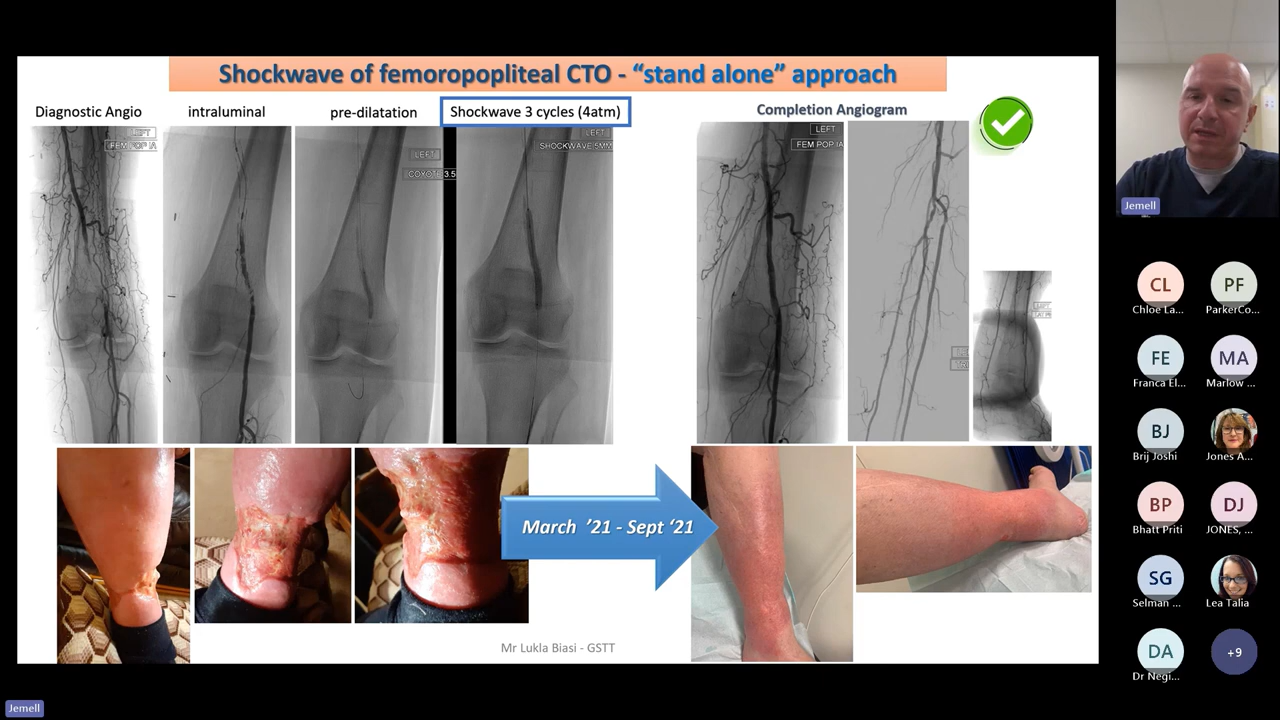 Shockwave of femoropopliteal CTO - “stand alone” approach
Diagnostic Angio
intraluminal
pre-dilatation
Shockwave 3 cycles (4atm)
Completion Angiogram
LEFT
FEM POP IA
LEFT
COYOTE 3.5
LEFT
SHOCKWAVE 5MM
LEFT
FEM POP IA
LEFT
March ’21 - Sept ‘21
Mr Lukla Biasi - GSTT
Jemell
CL
Chloe La...
PF
ParkerCo...
FE
Franca El...
MA
Marlow ...
BJ
Brij Joshi
Jones A...
BP
Bhatt Priti
DJ
JONES, ...
SG
Selman ...
Lea Talia
DA
Dr Negi...
+9
Jemell